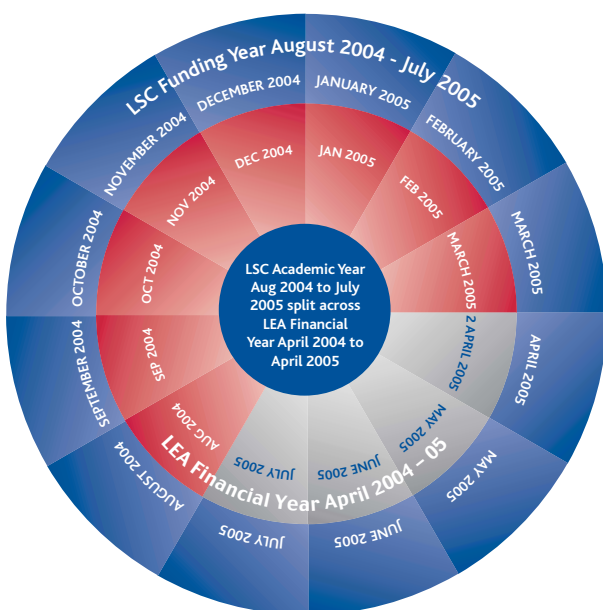 LSC Funding Year August 2004 - July 2005
JANUARY 2005
FEBRUARY 2005
MARCH 2005
APRIL 2005
MAY 2005
JUNE 2005
JULY 2005
AUGUST 2004
SEPTEMBER 2004
OCTOBER 2004
NOVEMBER 2004
DECEMBER 2004
JAN 2005
FEB 2005
MARCH 2005
2 APRIL 2005
MAY 2005
JUNE 2005
JULY 2005
AUG 2004
SEP 2004
OCT 2004
NOV 2004
DEC 2004
LSC Academic Year
Aug 2004 to July
2005 split across
LEA Financial
Year April 2004 to
April 2005
LEA Financial Year April 2004 – 05